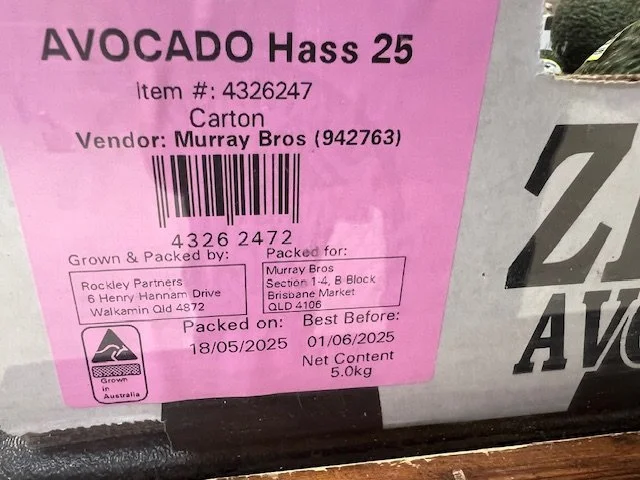 AVOCADO Hass 25
Item #: 4326247
Carton
Vendor: Murray Bros (942763)
4326 2472
Grown & Packed by:
Rockley Partners
6 Henry Hannam Drive
Walkamin Qld 4872
Packed for:
Murray Bros
Section 1-4, B Block
Brisbane Market
QLD 4106
Packed on:
18/05/2025
Best Before:
01/06/2025
Net Content
5.0kg
Grown
in
Australia